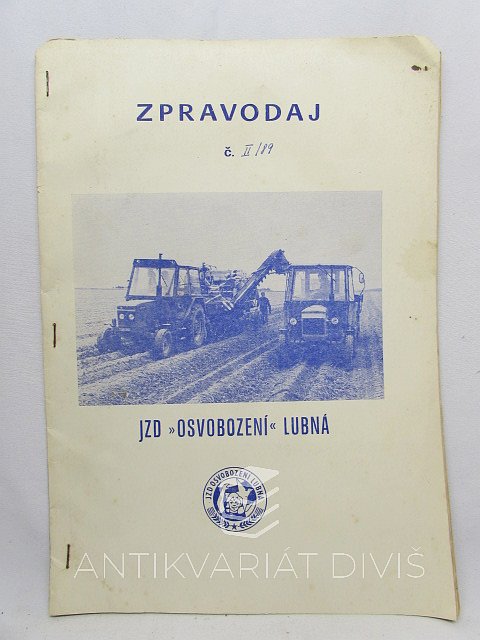 ZPRAVODAJ
č. II/89
JZD »OSVOBOZENÍ« LUBNÁ
JZD OSVOBOZENÍ LUBNÁ
ANTIKVARIÁT DIVIŠ